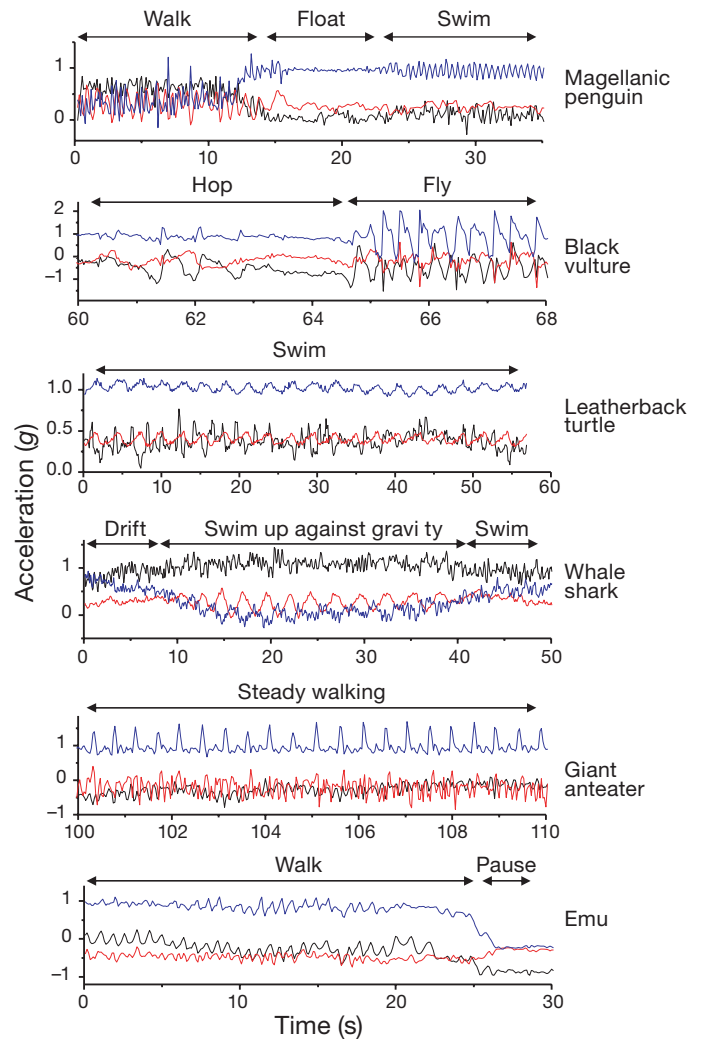 Walk Float Swim
1
0
Magellanic
penguin
0 10 20 30
Hop Fly
2
1
0
−1
Black
vulture
60 62 64 66 68
Swim
1.0
0.5
0.0
Leatherback
turtle
0 10 20 30 40 50 60
Acceleration (g)
Drift Swim up against gravi ty Swim
1
0
Whale
shark
0 10 20 30 40 50
Steady walking
1
0
−1
Giant
anteater
100 102 104 106 108 110
Walk Pause
1
0
−1
Emu
0 10 20 30
Time (s)